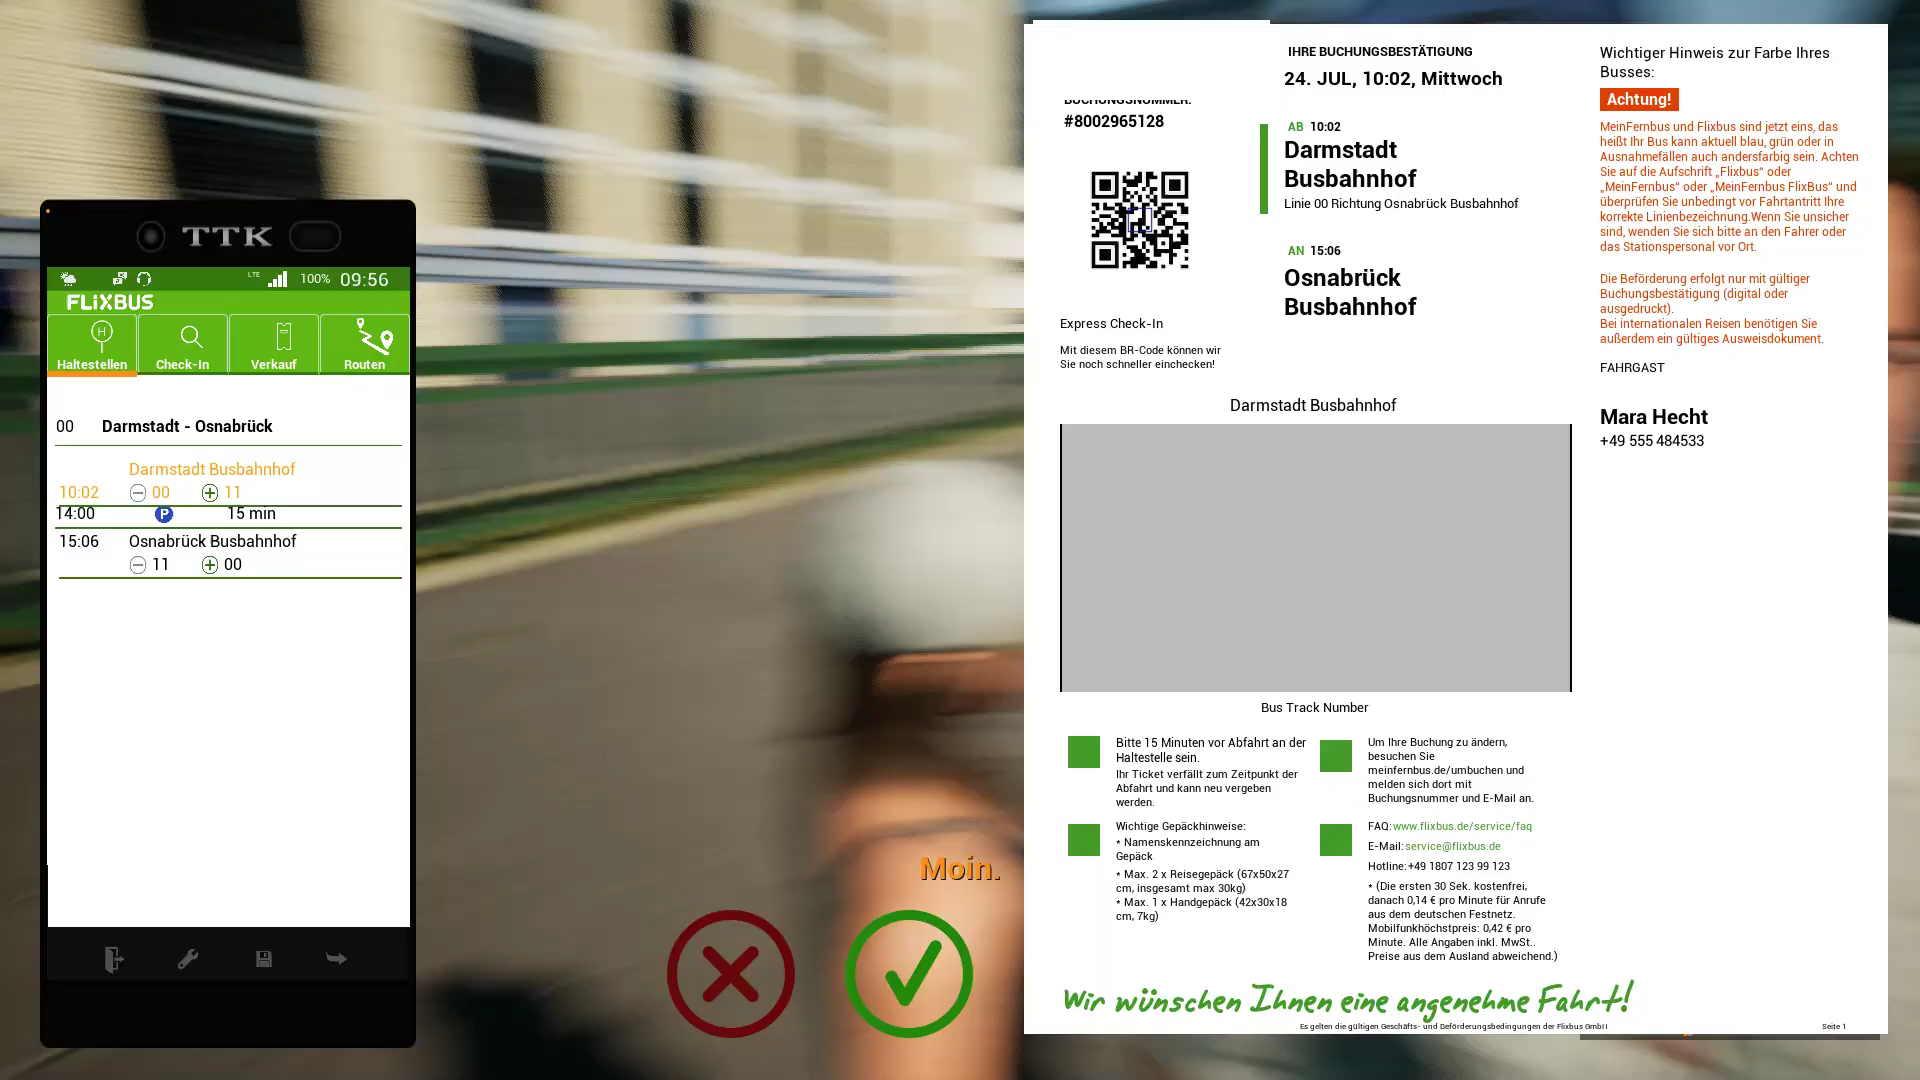 TTK
LTE
100%
09:56
FLiXBUS
Haltestellen
Check-In
Verkauf
Routen
00 Darmstadt - Osnabrück
Darmstadt Busbahnhof
10:02 00 11
14:00 P 15 min
15:06 Osnabrück Busbahnhof
11 00
Moin.
BUCHUNGSNUMMER:
#8002965128
Express Check-In
Mit diesem BR-Code können wir
Sie noch schneller einchecken!
IHRE BUCHUNGSBESTÄTIGUNG
24. JUL, 10:02, Mittwoch
AB 10:02
Darmstadt
Busbahnhof
Linie 00 Richtung Osnabrück Busbahnhof
AN 15:06
Osnabrück
Busbahnhof
Darmstadt Busbahnhof
Bus Track Number
Bitte 15 Minuten vor Abfahrt an der
Haltestelle sein.
Ihr Ticket verfällt zum Zeitpunkt der
Abfahrt und kann neu vergeben
werden.
Wichtige Gepäckhinweise:
* Namenskennzeichnung am
Gepäck
* Max. 2 x Reisegepäck (67x50x27
cm, insgesamt max 30kg)
* Max. 1 x Handgepäck (42x30x18
cm, 7kg)
Um Ihre Buchung zu ändern,
besuchen Sie
meinfernbus.de/umbuchen und
melden sich dort mit
Buchungsnummer und E-Mail an.
FAQ: www.flixbus.de/service/faq
E-Mail: service@flixbus.de
Hotline: +49 1807 123 99 123
* (Die ersten 30 Sek. kostenfrei,
danach 0,14 € pro Minute für Anrufe
aus dem deutschen Festnetz.
Mobilfunkhöchstpreis: 0,42 € pro
Minute. Alle Angaben inkl. MwSt..
Preise aus dem Ausland abweichend.)
Wichtiger Hinweis zur Farbe Ihres
Busses:
Achtung!
MeinFernbus und Flixbus sind jetzt eins, das
heißt Ihr Bus kann aktuell blau, grün oder in
Ausnahmefällen auch andersfarbig sein. Achten
Sie auf die Aufschrift „Flixbus“ oder
„MeinFernbus“ oder „MeinFernbus FlixBus“ und
überprüfen Sie unbedingt vor Fahrtantritt Ihre
korrekte Linienbezeichnung.Wenn Sie unsicher
sind, wenden Sie sich bitte an den Fahrer oder
das Stationspersonal vor Ort.
Die Beförderung erfolgt nur mit gültiger
Buchungsbestätigung (digital oder
ausgedruckt).
Bei internationalen Reisen benötigen Sie
außerdem ein gültiges Ausweisdokument.
FAHRGAST
Mara Hecht
+49 555 484533
Wir wünschen Ihnen eine angenehme Fahrt!
Es gelten die gültigen Geschäfts- und Beförderungsbedingungen der Flixbus GmbH
Seite 1